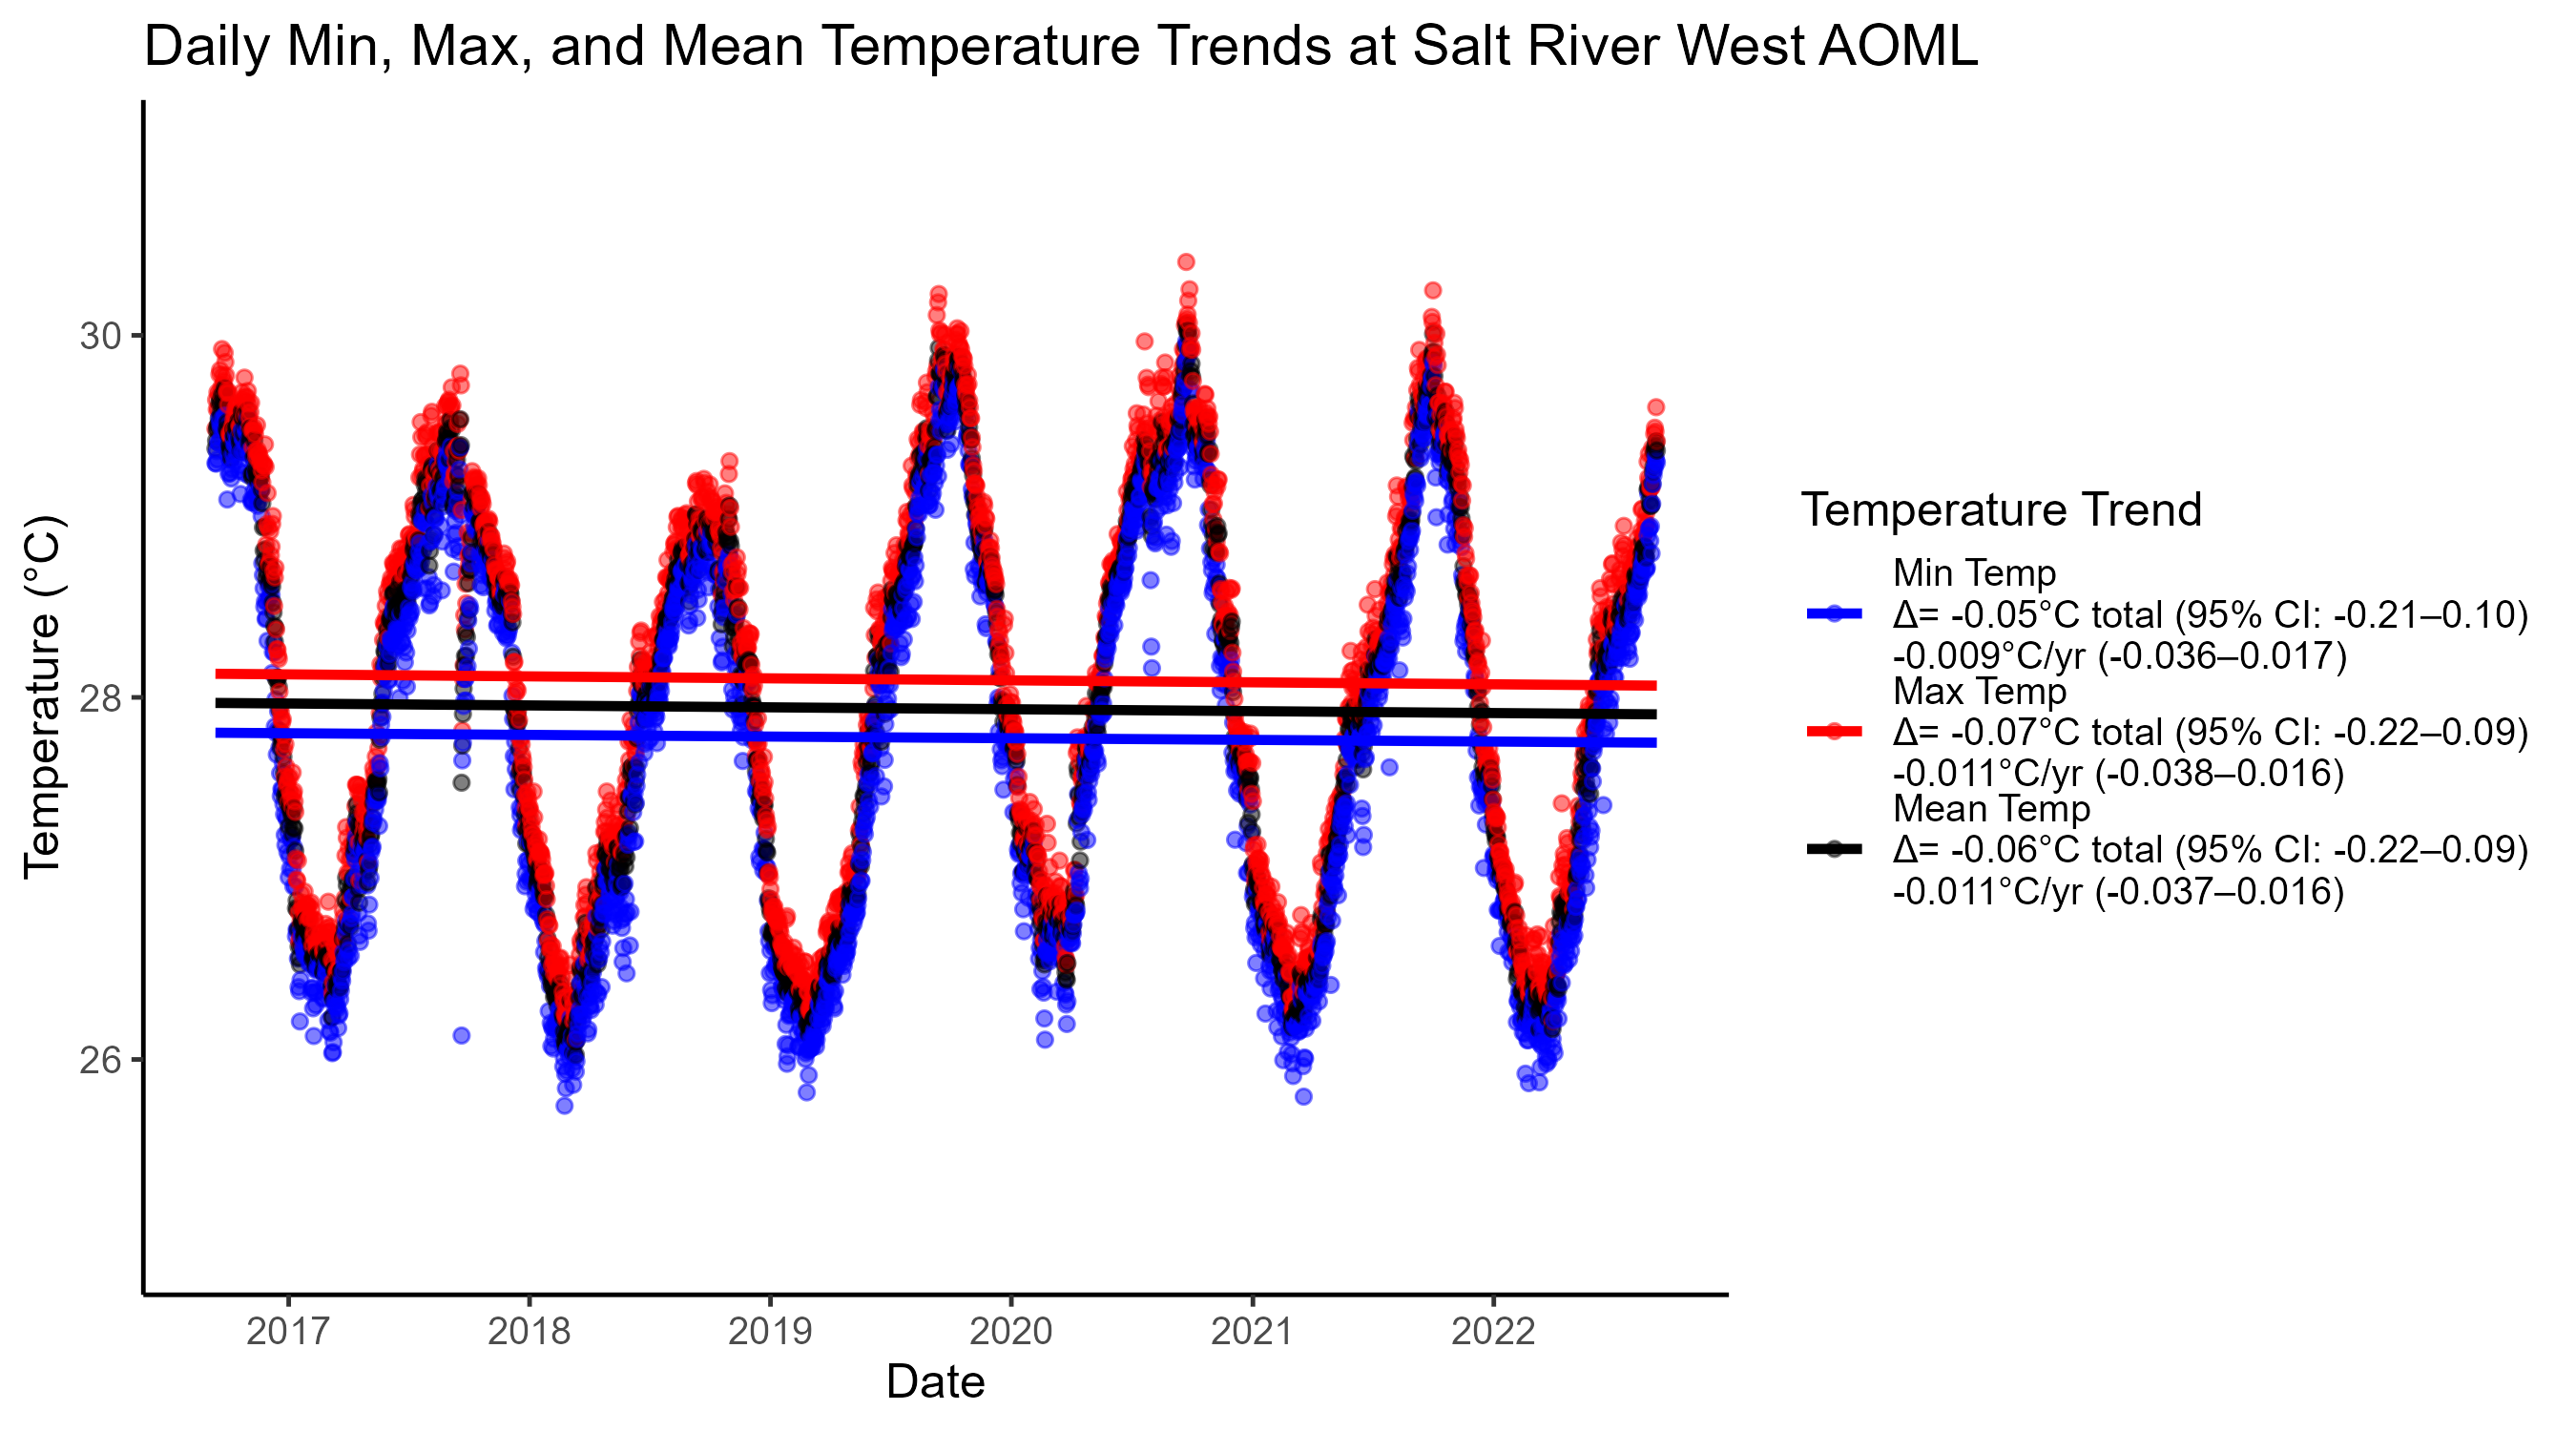 Daily Min, Max, and Mean Temperature Trends at Salt River West AOML
Temperature (°C)
30
28
26
2017
2018
2019
2020
2021
2022
Date
Temperature Trend
Min Temp
Δ= -0.05°C total (95% CI: -0.21–0.10)
-0.009°C/yr (-0.036–0.017)
Max Temp
Δ= -0.07°C total (95% CI: -0.22–0.09)
-0.011°C/yr (-0.038–0.016)
Mean Temp
Δ= -0.06°C total (95% CI: -0.22–0.09)
-0.011°C/yr (-0.037–0.016)